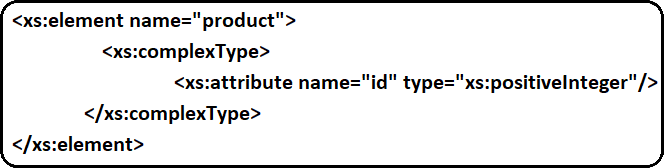 <xs:element name="product">
<xs:complexType>
<xs:attribute name="id" type="xs:positiveInteger"/>
</xs:complexType>
</xs:element>